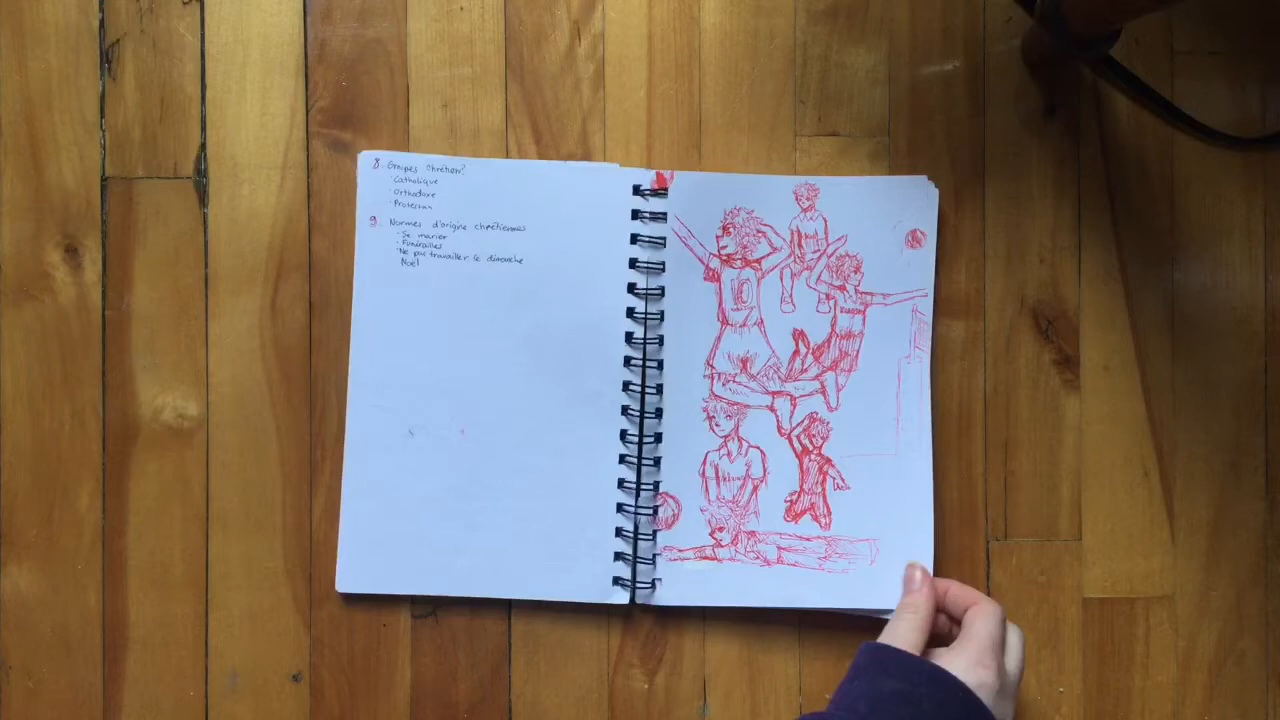 8. Groupes Chrétien?
· Catholique
· Orthodoxe
· Protestan
9. Normes d'origine chrétiennes
· Se marier
· Funérailles
· Ne pas travailler le dimanche
Noël
10